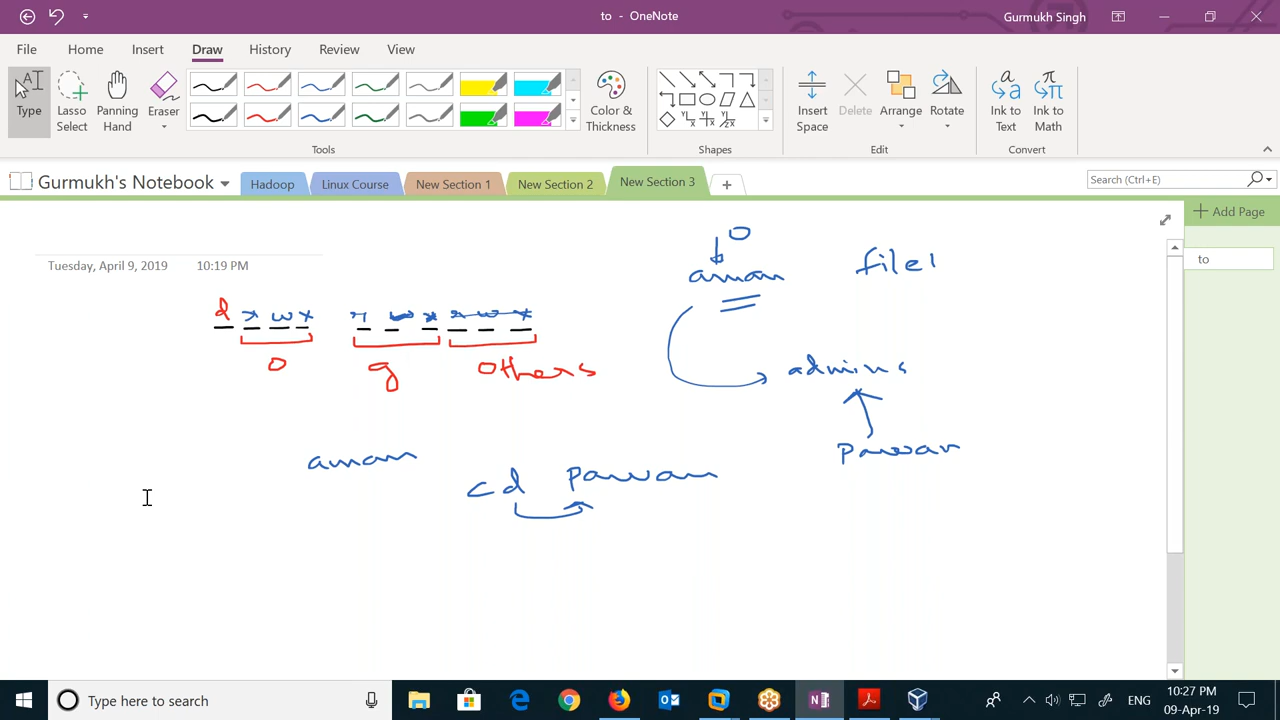 to - OneNote
Gurmukh Singh
File Home Insert Draw History Review View
Type
Lasso Select
Panning Hand
Eraser
Color & Thickness
Insert Space
Delete
Arrange
Rotate
Ink to Text
Ink to Math
Tools
Shapes
Edit
Convert
Gurmukh's Notebook
Hadoop
Linux Course
New Section 1
New Section 2
New Section 3
Search (Ctrl+E)
Add Page
to
Tuesday, April 9, 2019 10:19 PM
o
aman file1
d r w x r w x r w x
o g others
admins
aman
cd pawan
Pawan
Type here to search
ENG
10:27 PM
09-Apr-19